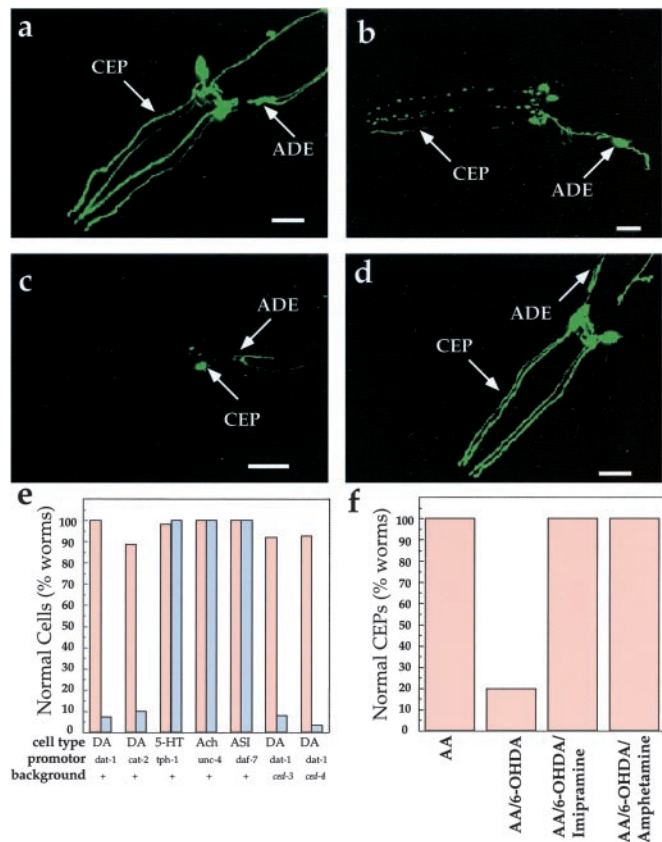 a
CEP
ADE
b
CEP
ADE
c
ADE
CEP
d
ADE
CEP
e
Normal Cells (% worms)
100
90
80
70
60
50
40
30
20
10
0
cell type DA DA 5-HT Ach ASI DA DA
promotor dat-1 cat-2 tph-1 unc-4 daf-7 dat-1 dat-1
background + + + + + ced-3 ced-4
f
Normal CEPs (% worms)
100
90
80
70
60
50
40
30
20
10
0
AA
AA/6-OHDA
AA/6-OHDA/
Imipramine
AA/6-OHDA/
Amphetamine